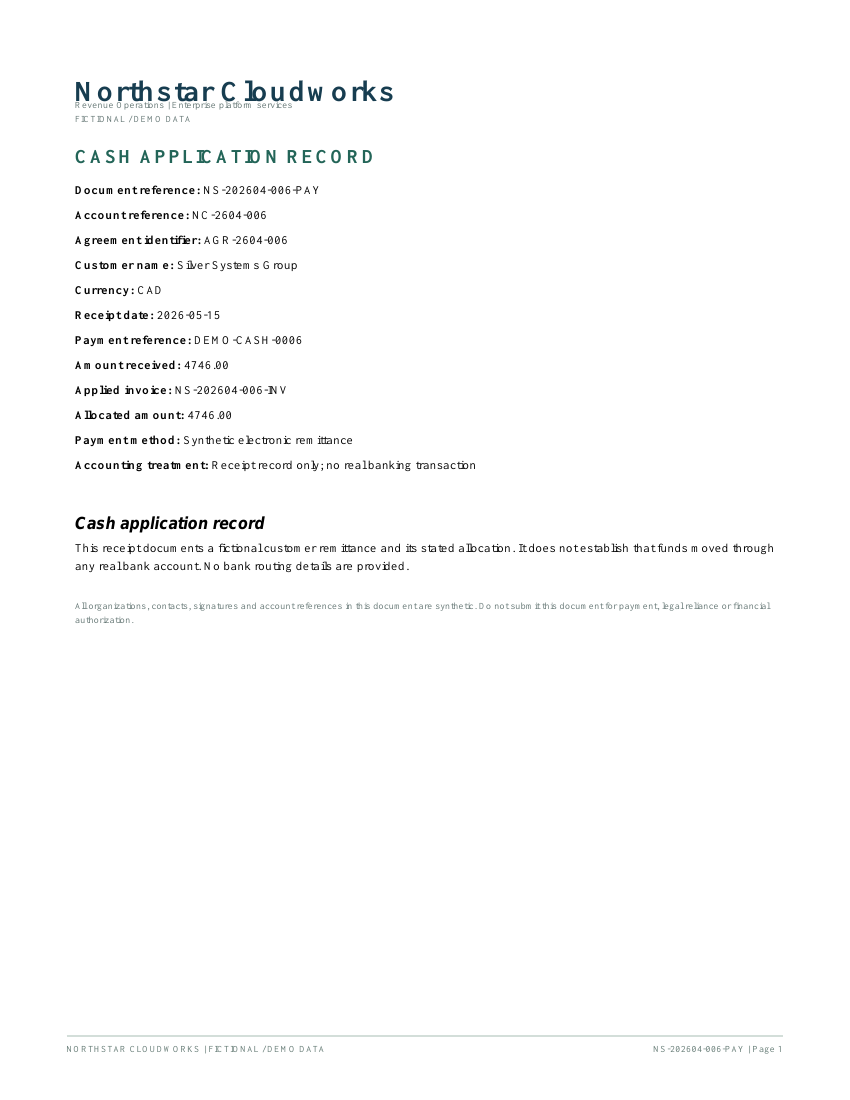 Northstar Cloudworks
Revenue Operations | Enterprise platform services
FICTIONAL / DEMO DATA
CASH APPLICATION RECORD
Document reference: NS-202604-006-PAY
Account reference: NC-2604-006
Agreement identifier: AGR-2604-006
Customer name: Silver Systems Group
Currency: CAD
Receipt date: 2026-05-15
Payment reference: DEMO-CASH-0006
Amount received: 4746.00
Applied invoice: NS-202604-006-INV
Allocated amount: 4746.00
Payment method: Synthetic electronic remittance
Accounting treatment: Receipt record only; no real banking transaction
Cash application record
This receipt documents a fictional customer remittance and its stated allocation. It does not establish that funds moved through
any real bank account. No bank routing details are provided.
All organizations, contacts, signatures and account references in this document are synthetic. Do not submit this document for payment, legal reliance or financial
authorization.
NORTHSTAR CLOUDWORKS | FICTIONAL / DEMO DATA
NS-202604-006-PAY | Page 1